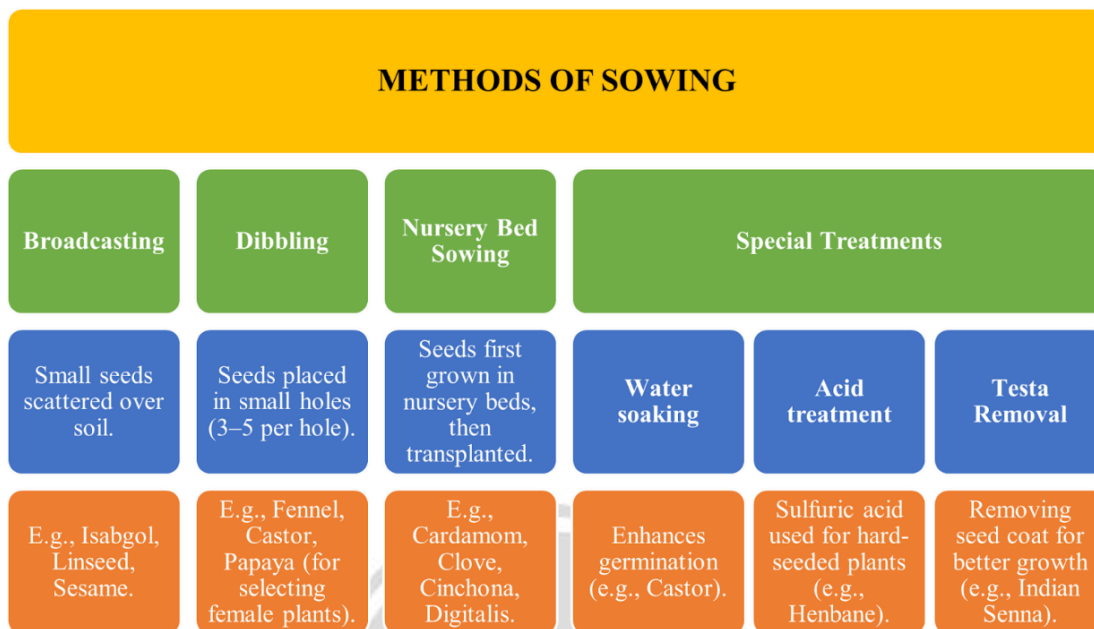 METHODS OF SOWING
Broadcasting
Dibbling
Nursery Bed
Sowing
Special Treatments
Small seeds
scattered over
soil.
Seeds placed
in small holes
(3–5 per hole).
Seeds first
grown in
nursery beds,
then
transplanted.
Water
soaking
Acid
treatment
Testa
Removal
E.g., Isabgol,
Linseed,
Sesame.
E.g., Fennel,
Castor,
Papaya (for
selecting
female plants).
E.g.,
Cardamom,
Clove,
Cinchona,
Digitalis.
Enhances
germination
(e.g., Castor).
Sulfuric acid
used for hard-
seeded plants
(e.g.,
Henbane).
Removing
seed coat for
better growth
(e.g., Indian
Senna).